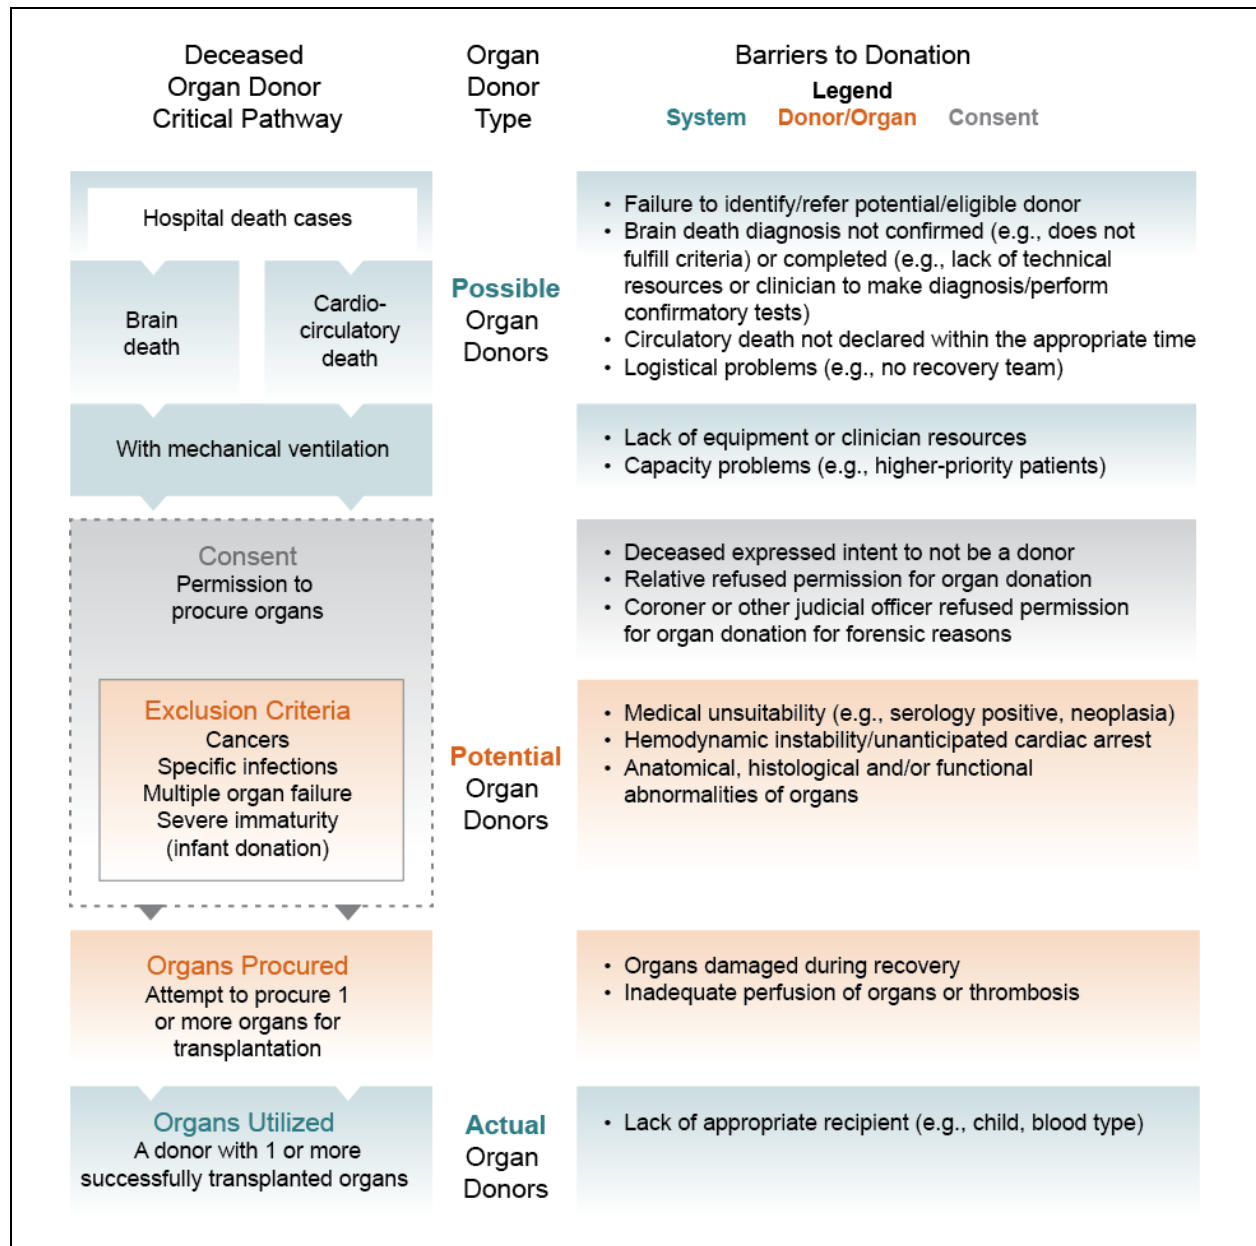 Deceased
Organ Donor
Critical Pathway
Organ
Donor
Type
Barriers to Donation
Legend
System Donor/Organ Consent
Hospital death cases
Brain
death
Cardio-
circulatory
death
Possible
Organ
Donors
• Failure to identify/refer potential/eligible donor
• Brain death diagnosis not confirmed (e.g., does not
fulfill criteria) or completed (e.g., lack of technical
resources or clinician to make diagnosis/perform
confirmatory tests)
• Circulatory death not declared within the appropriate time
• Logistical problems (e.g., no recovery team)
With mechanical ventilation
• Lack of equipment or clinician resources
• Capacity problems (e.g., higher-priority patients)
Consent
Permission to
procure organs
• Deceased expressed intent to not be a donor
• Relative refused permission for organ donation
• Coroner or other judicial officer refused permission
for organ donation for forensic reasons
Exclusion Criteria
Cancers
Specific infections
Multiple organ failure
Severe immaturity
(infant donation)
Potential
Organ
Donors
• Medical unsuitability (e.g., serology positive, neoplasia)
• Hemodynamic instability/unanticipated cardiac arrest
• Anatomical, histological and/or functional
abnormalities of organs
Organs Procured
Attempt to procure 1
or more organs for
transplantation
• Organs damaged during recovery
• Inadequate perfusion of organs or thrombosis
Organs Utilized
A donor with 1 or more
successfully transplanted organs
Actual
Organ
Donors
• Lack of appropriate recipient (e.g., child, blood type)